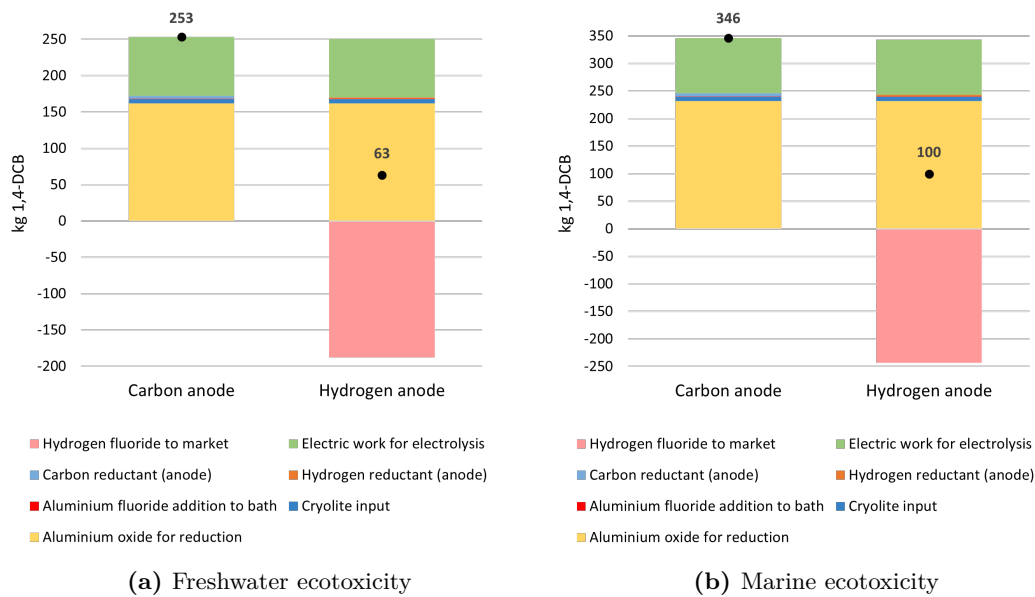 253
250
200
150
100
63
50
0
-50
-100
-150
-200
kg 1,4-DCB
Carbon anode
Hydrogen anode
Hydrogen fluoride to market
Electric work for electrolysis
Carbon reductant (anode)
Hydrogen reductant (anode)
Aluminium fluoride addition to bath
Cryolite input
Aluminium oxide for reduction
(a) Freshwater ecotoxicity
346
350
300
250
200
150
100
100
50
0
-50
-100
-150
-200
-250
kg 1,4-DCB
Carbon anode
Hydrogen anode
Hydrogen fluoride to market
Electric work for electrolysis
Carbon reductant (anode)
Hydrogen reductant (anode)
Aluminium fluoride addition to bath
Cryolite input
Aluminium oxide for reduction
(b) Marine ecotoxicity